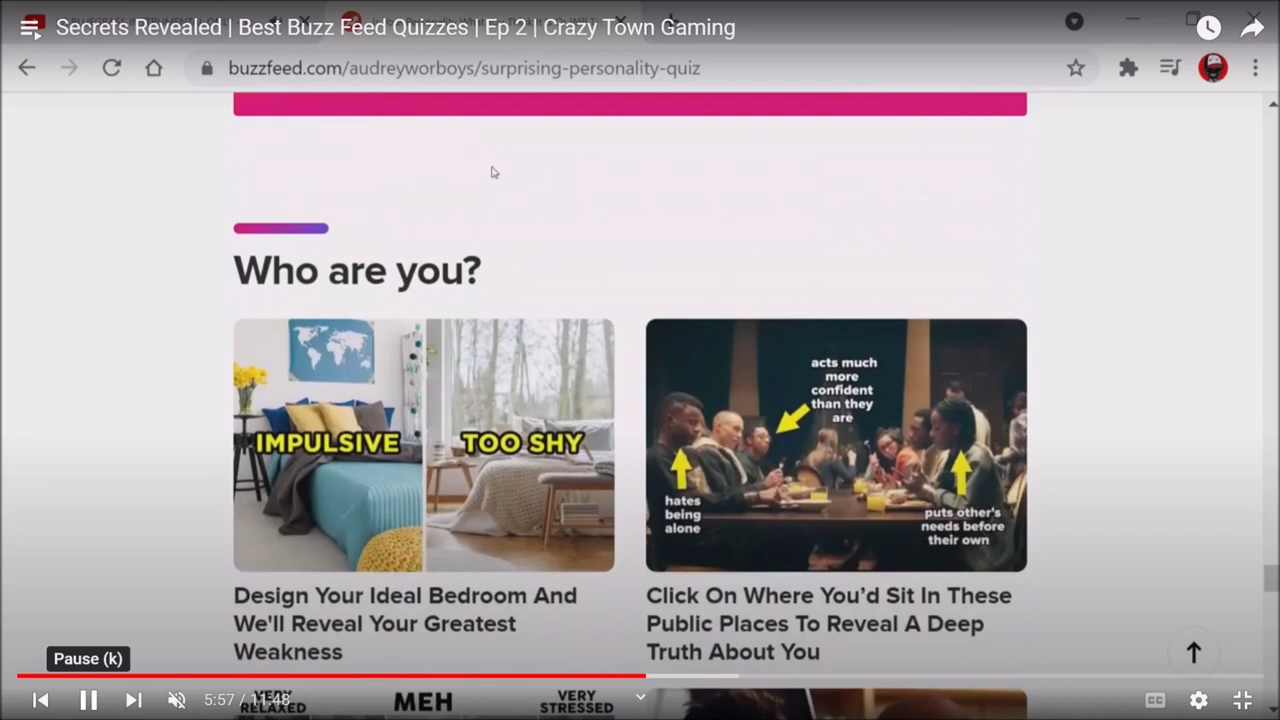 Secrets Revealed | Best Buzz Feed Quizzes | Ep 2 | Crazy Town Gaming
buzzfeed.com/audreyworboys/surprising-personality-quiz
Who are you?
IMPULSIVE
TOO SHY
acts much
more
confident
than they
are
hates
being
alone
puts other's
needs before
their own
Design Your Ideal Bedroom And
We'll Reveal Your Greatest
Weakness
Click On Where You'd Sit In These
Public Places To Reveal A Deep
Truth About You
Pause (k)
5:57 / 11:48
VERY
RELAXED
MEH
VERY
STRESSED
CC